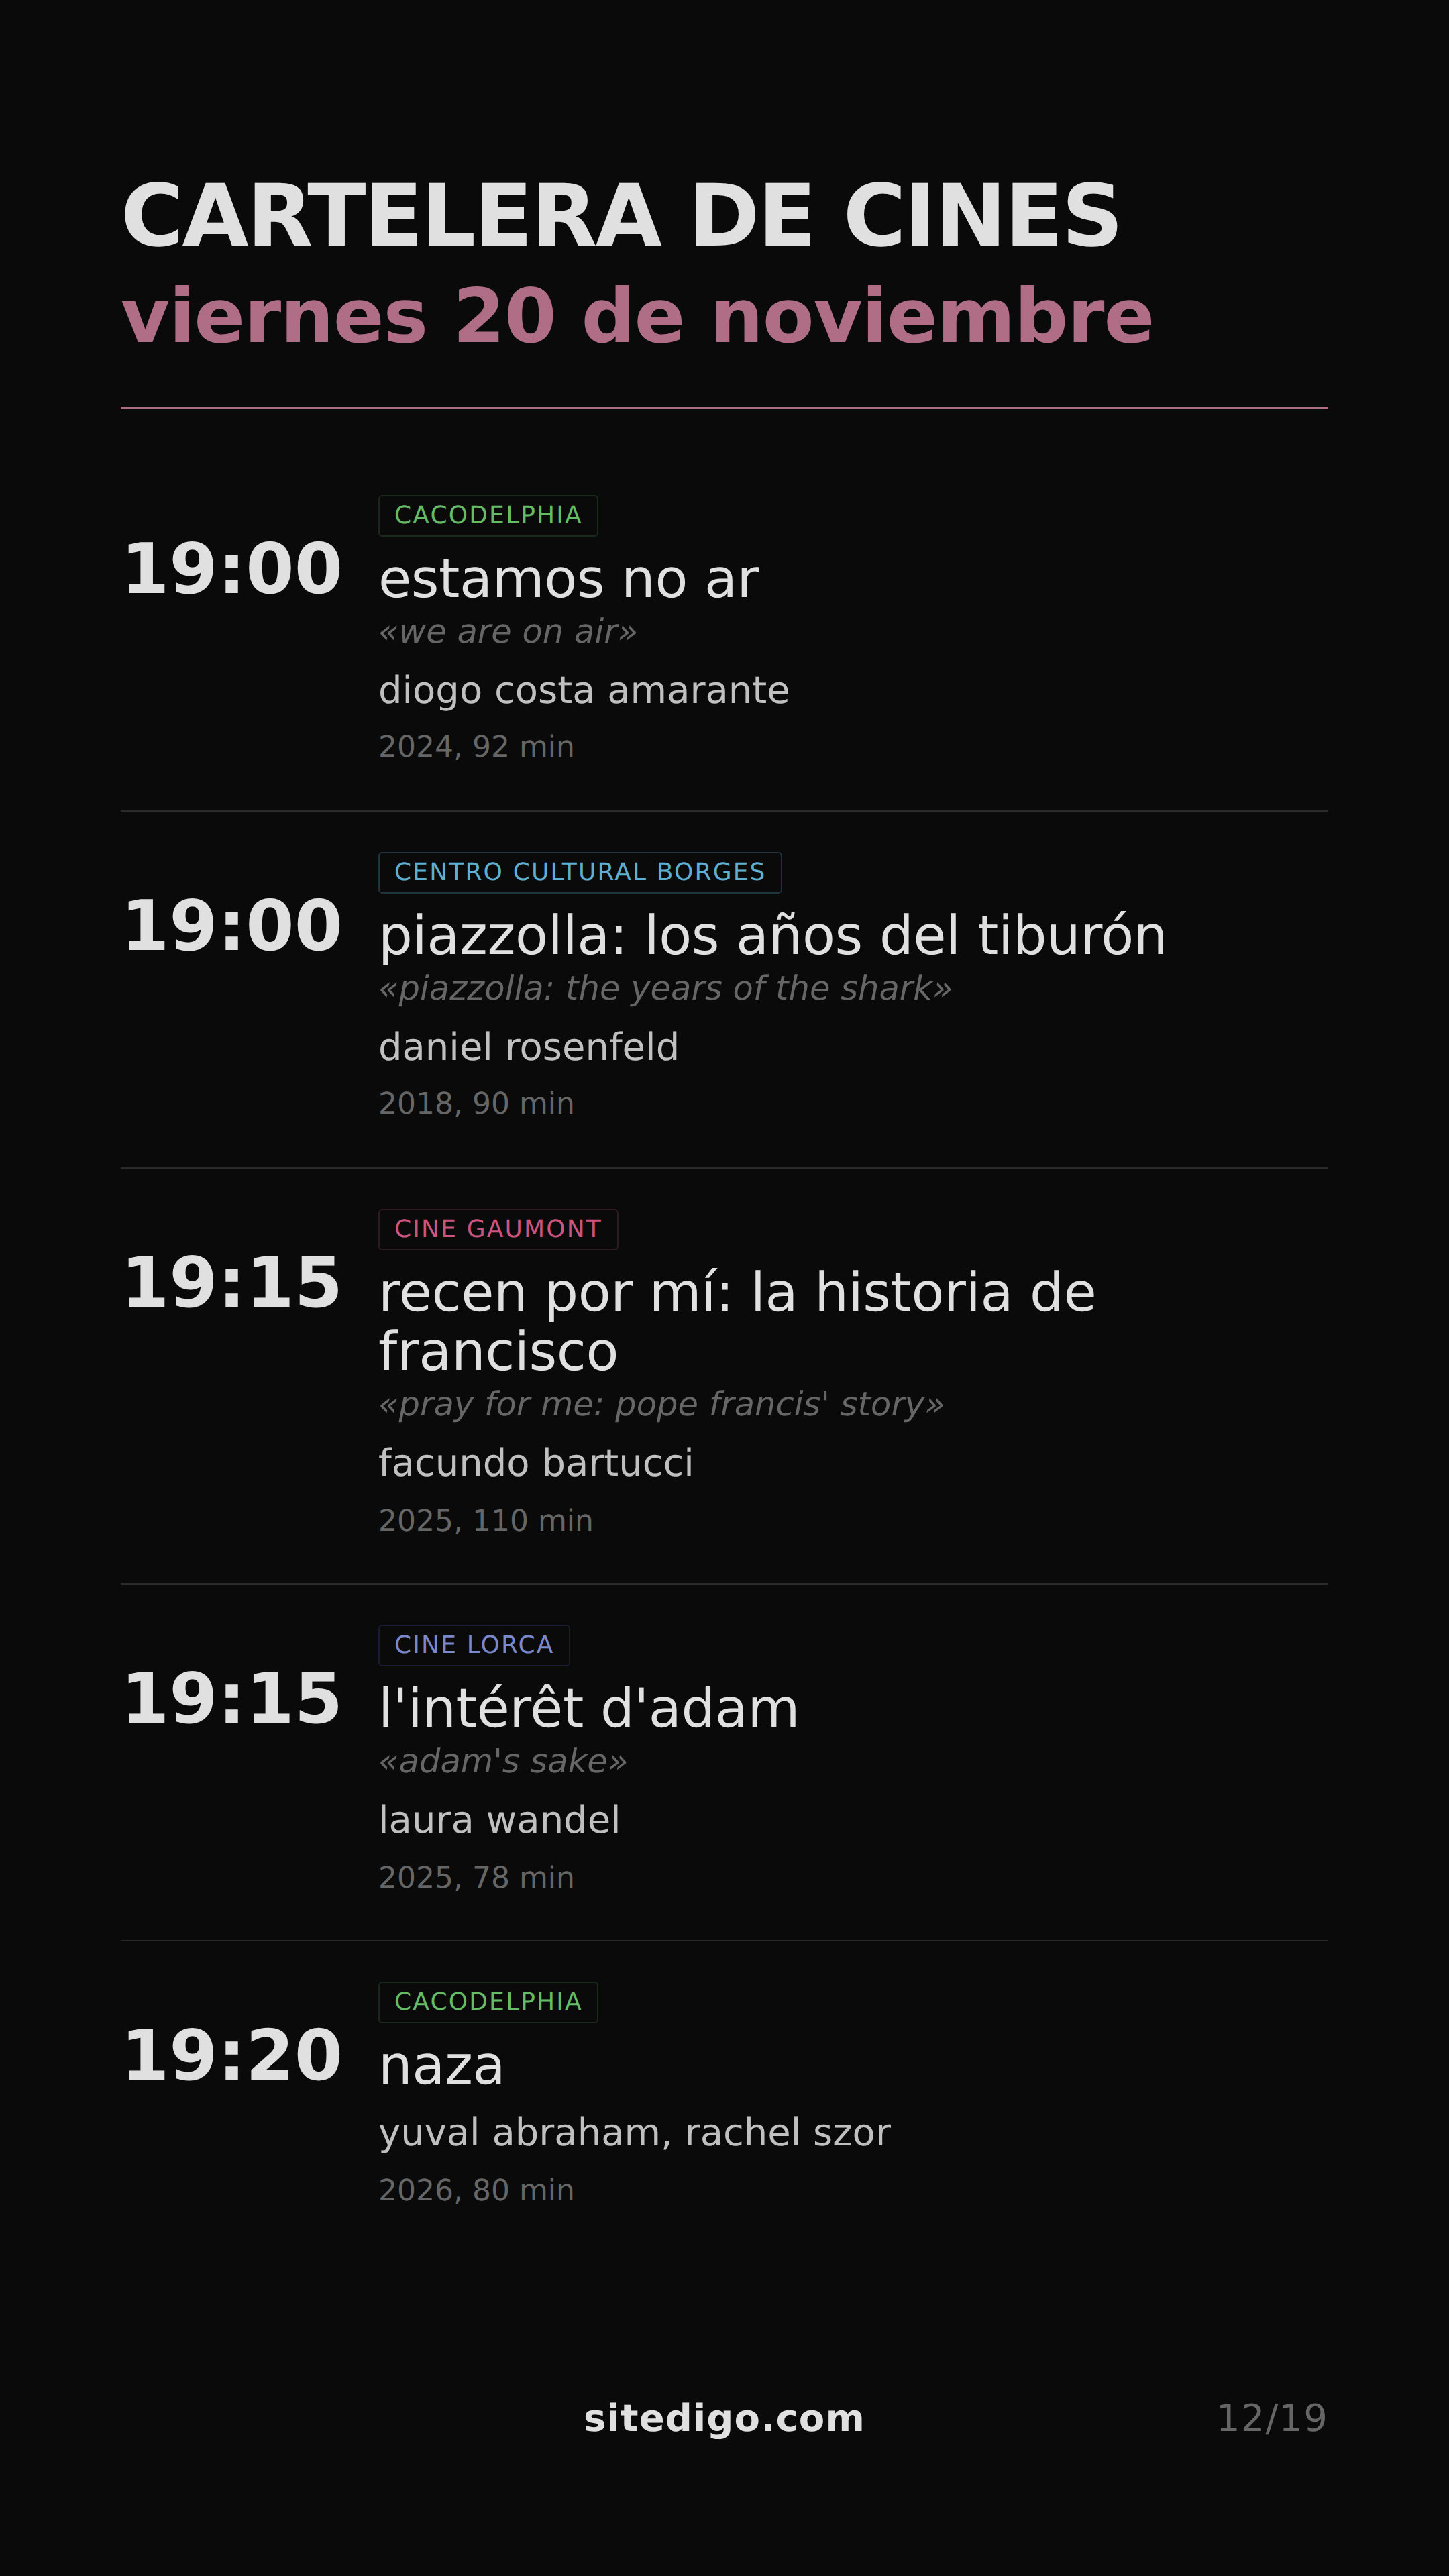 CARTELERA DE CINES
viernes 20 de noviembre
CACODELPHIA
19:00
estamos no ar
«we are on air»
diogo costa amarante
2024, 92 min
CENTRO CULTURAL BORGES
19:00
piazzolla: los años del tiburón
«piazzolla: the years of the shark»
daniel rosenfeld
2018, 90 min
CINE GAUMONT
19:15
recen por mí: la historia de
francisco
«pray for me: pope francis' story»
facundo bartucci
2025, 110 min
CINE LORCA
19:15
l'intérêt d'adam
«adam's sake»
laura wandel
2025, 78 min
CACODELPHIA
19:20
naza
yuval abraham, rachel szor
2026, 80 min
sitedigo.com
12/19